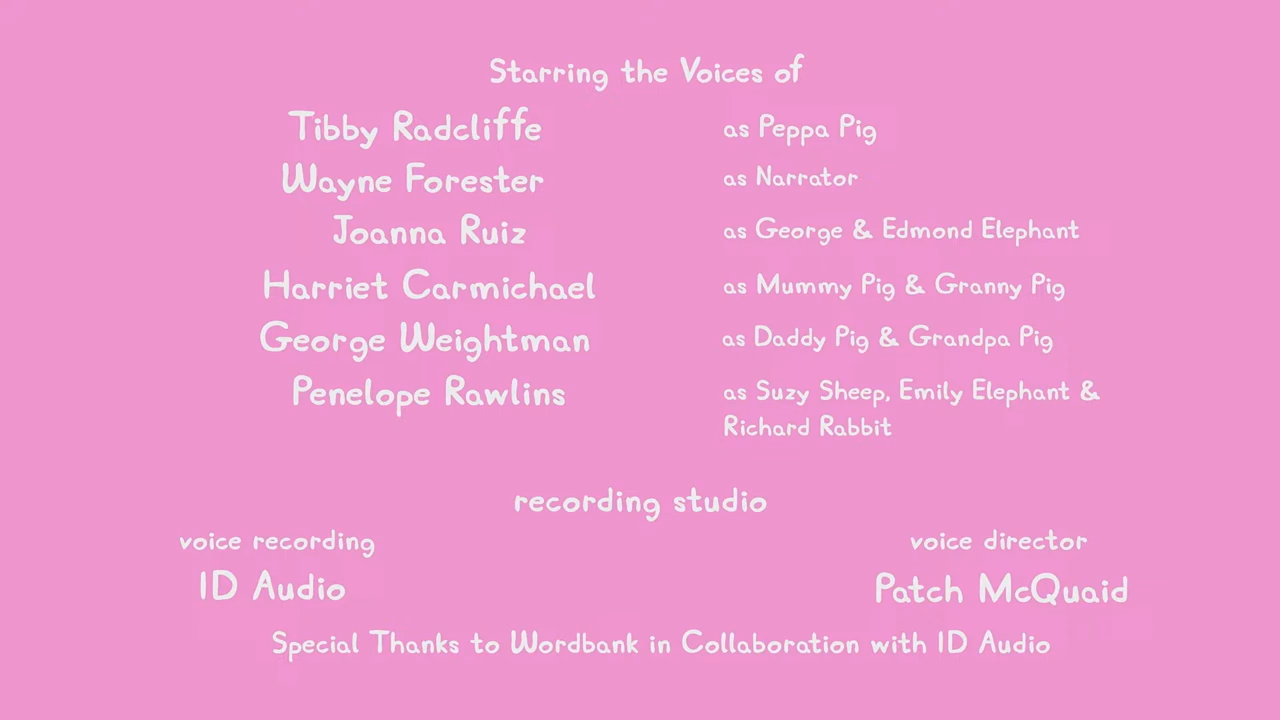 Starring the Voices of
Tibby Radcliffe as Peppa Pig
Wayne Forester as Narrator
Joanna Ruiz as George & Edmond Elephant
Harriet Carmichael as Mummy Pig & Granny Pig
George Weightman as Daddy Pig & Grandpa Pig
Penelope Rawlins as Suzy Sheep, Emily Elephant &
Richard Rabbit
recording studio
voice recording voice director
ID Audio Patch McQuaid
Special Thanks to Wordbank in Collaboration with ID Audio